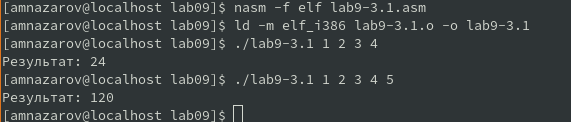 [amnazarov@localhost lab09]$ nasm -f elf lab9-3.1.asm
[amnazarov@localhost lab09]$ ld -m elf_i386 lab9-3.1.o -o lab9-3.1
[amnazarov@localhost lab09]$ ./lab9-3.1 1 2 3 4
Результат: 24
[amnazarov@localhost lab09]$ ./lab9-3.1 1 2 3 4 5
Результат: 120
[amnazarov@localhost lab09]$